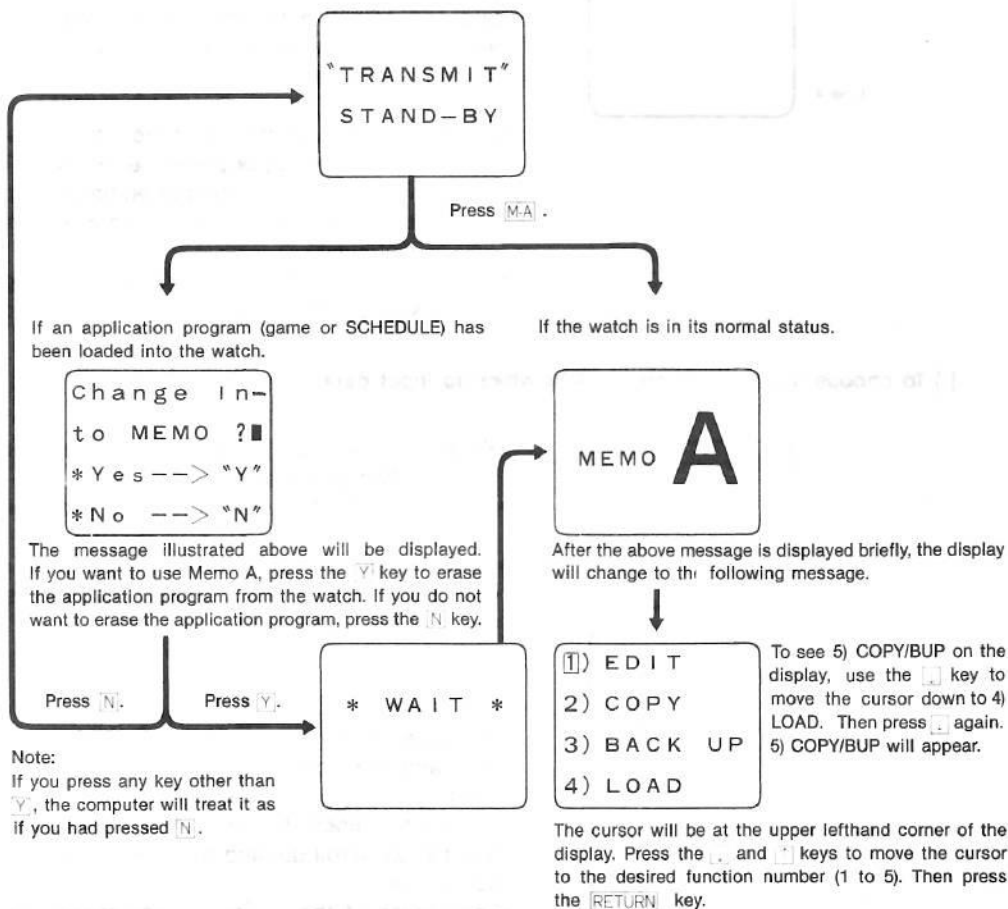 "TRANSMIT"
STAND-BY
Press M-A .
If an application program (game or SCHEDULE) has
been loaded into the watch.
Change In-
to MEMO ?
*Yes --> "Y"
*No --> "N"
The message illustrated above will be displayed.
If you want to use Memo A, press the Y key to erase
the application program from the watch. If you do not
want to erase the application program, press the N key.
Press N.
Press Y.
Note:
If you press any key other than
Y, the computer will treat it as
if you had pressed N.
* WAIT *
If the watch is in its normal status.
MEMO A
After the above message is displayed briefly, the display
will change to following message.
1) EDIT
2) COPY
3) BACK UP
4) LOAD
To see 5) COPY/BUP on the
display, use the key to
move the cursor down to 4)
LOAD. Then press again.
5) COPY/BUP will appear.
The cursor will be at the upper lefthand corner of the
display. Press the and keys to move the cursor
to the desired function number (1 to 5). Then press
the RETURN key.